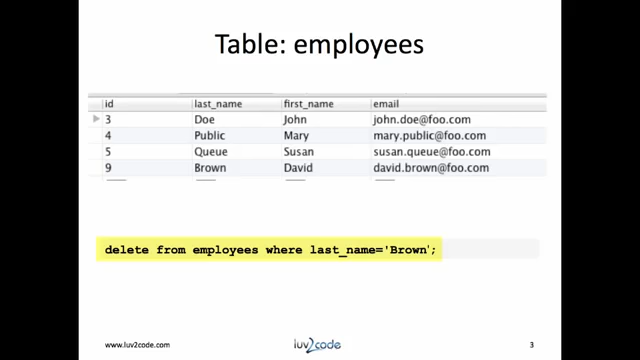 Table: employees
id last_name first_name email
3 Doe John john.doe@foo.com
4 Public Mary mary.public@foo.com
5 Queue Susan susan.queue@foo.com
9 Brown David david.brown@foo.com
delete from employees where last_name='Brown';
www.luv2code.com luv2code 3